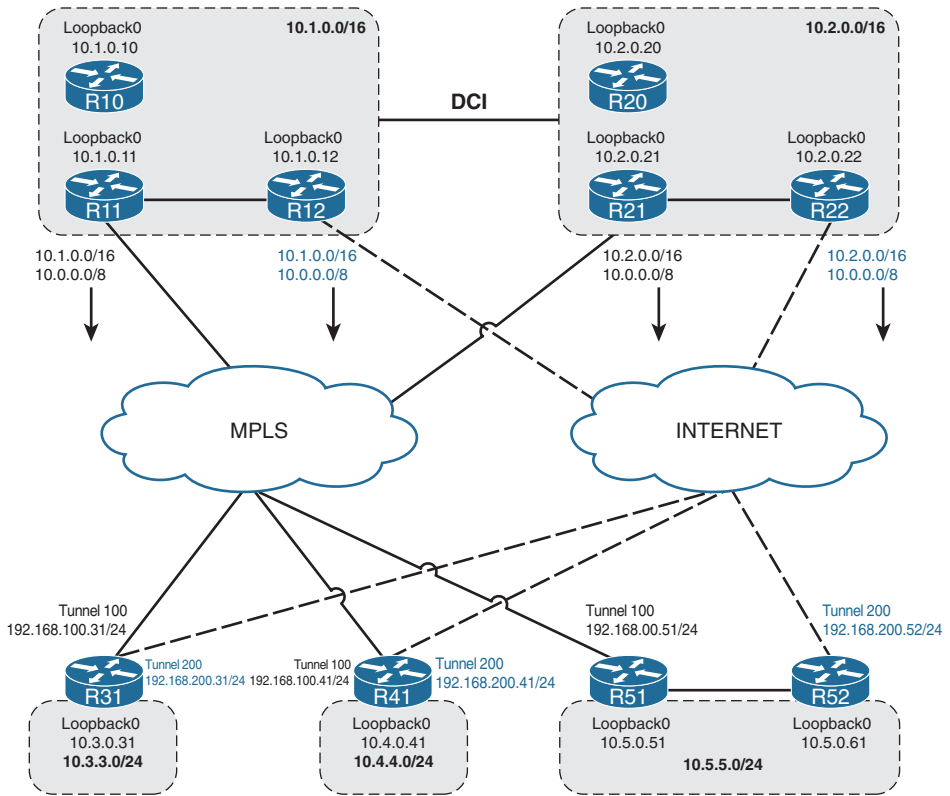 Loopback0
10.1.0.10
10.1.0.0/16
R10
Loopback0
10.1.0.11
Loopback0
10.1.0.12
R11
R12
DCI
Loopback0
10.2.0.20
10.2.0.0/16
R20
Loopback0
10.2.0.21
Loopback0
10.2.0.22
R21
R22
10.1.0.0/16
10.0.0.0/8
10.1.0.0/16
10.0.0.0/8
10.2.0.0/16
10.0.0.0/8
10.2.0.0/16
10.0.0.0/8
MPLS
INTERNET
Tunnel 100
192.168.100.31/24
Tunnel 200
192.168.200.31/24
R31
Loopback0
10.3.0.31
10.3.3.0/24
Tunnel 100
192.168.100.41/24
Tunnel 200
192.168.200.41/24
R41
Loopback0
10.4.0.41
10.4.4.0/24
Tunnel 100
192.168.00.51/24
Tunnel 200
192.168.200.52/24
R51
R52
Loopback0
10.5.0.51
Loopback0
10.5.0.61
10.5.5.0/24